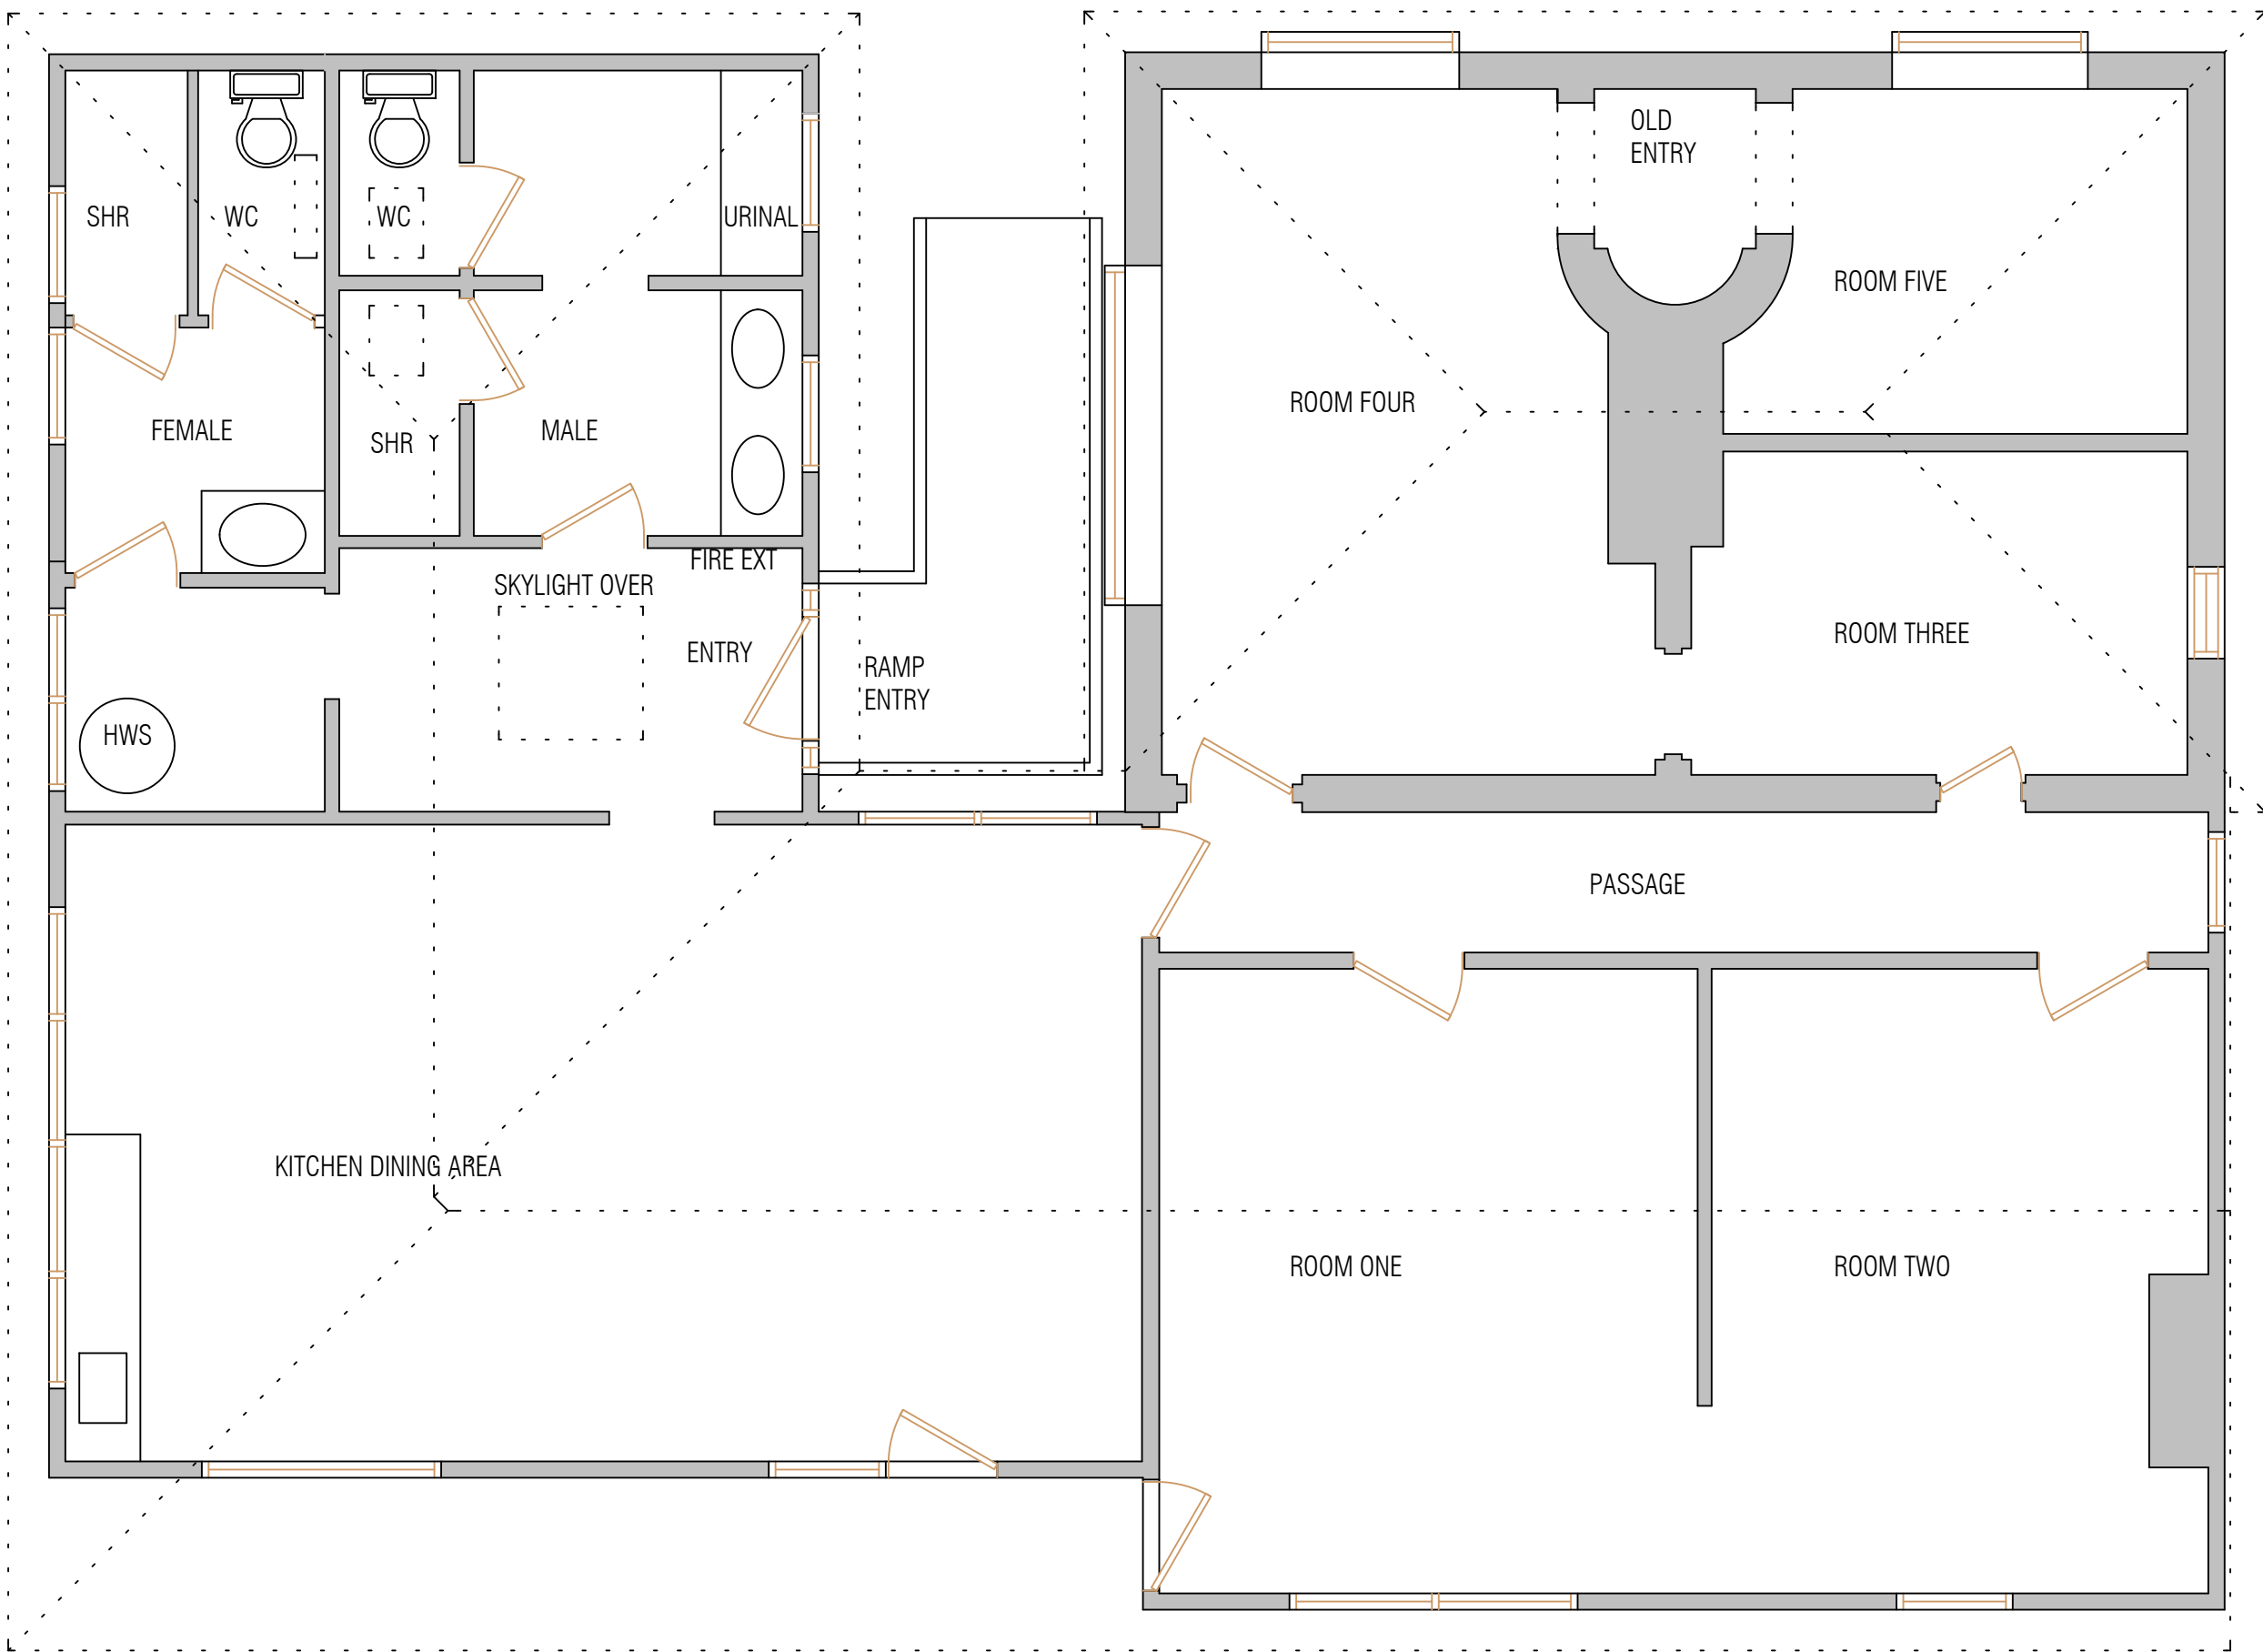 OLD
ENTRY
SHR
WC
WC
URINAL
ROOM FIVE
ROOM FOUR
FEMALE
SHR
MALE
FIRE EXT
SKYLIGHT OVER
ENTRY
RAMP
ENTRY
ROOM THREE
HWS
PASSAGE
KITCHEN DINING AREA
ROOM ONE
ROOM TWO